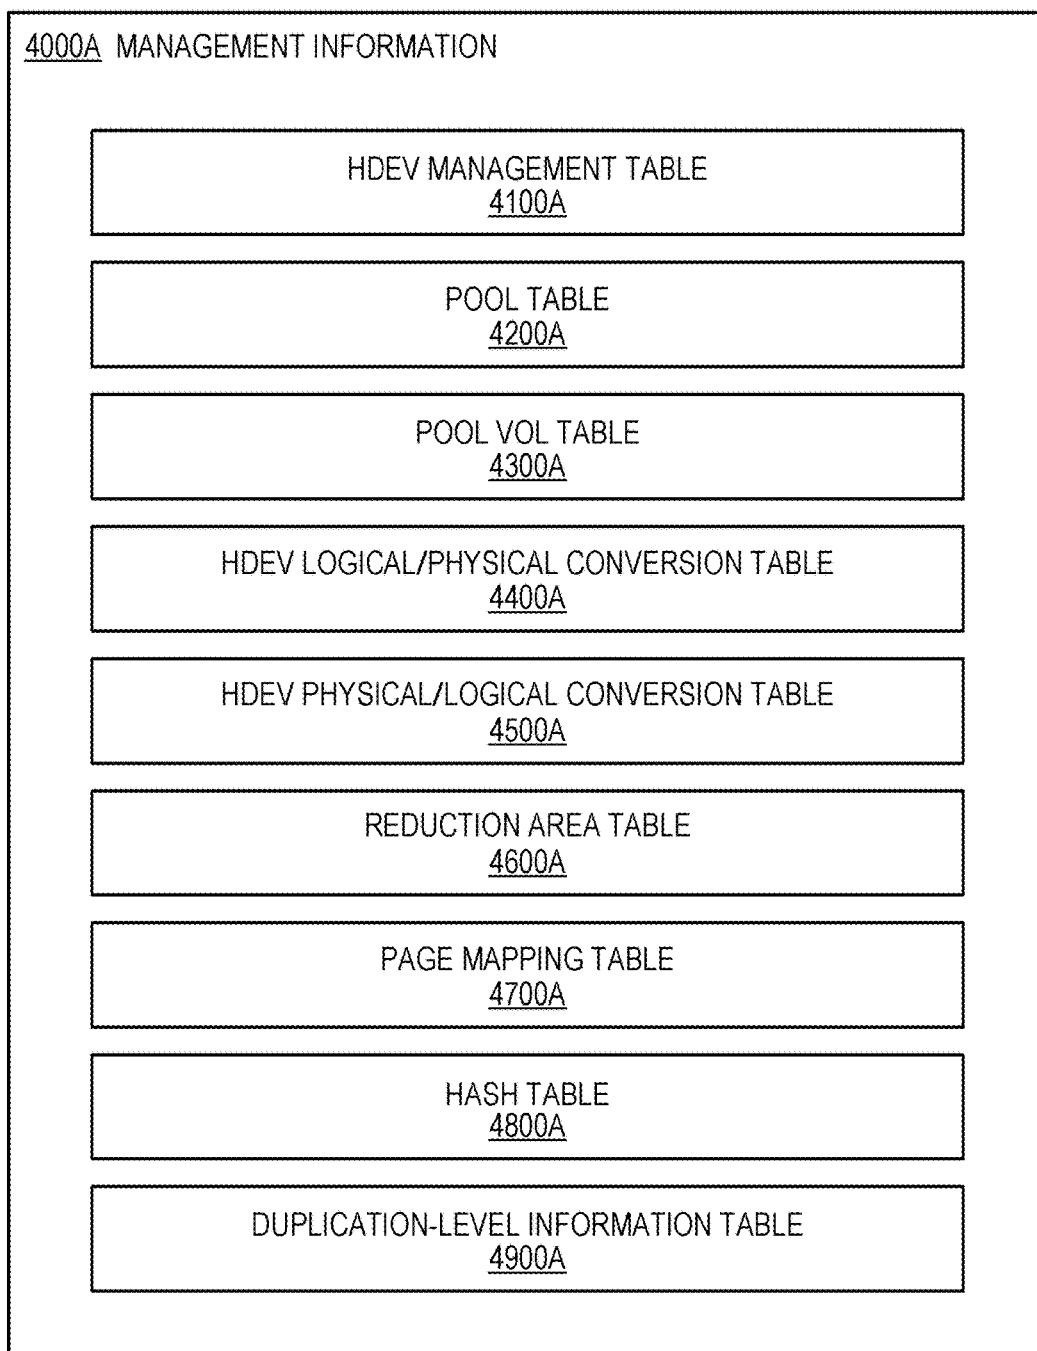 4000A MANAGEMENT INFORMATION
HDEV MANAGEMENT TABLE
4100A
POOL TABLE
4200A
POOL VOL TABLE
4300A
HDEV LOGICAL/PHYSICAL CONVERSION TABLE
4400A
HDEV PHYSICAL/LOGICAL CONVERSION TABLE
4500A
REDUCTION AREA TABLE
4600A
PAGE MAPPING TABLE
4700A
HASH TABLE
4800A
DUPLICATION-LEVEL INFORMATION TABLE
4900A